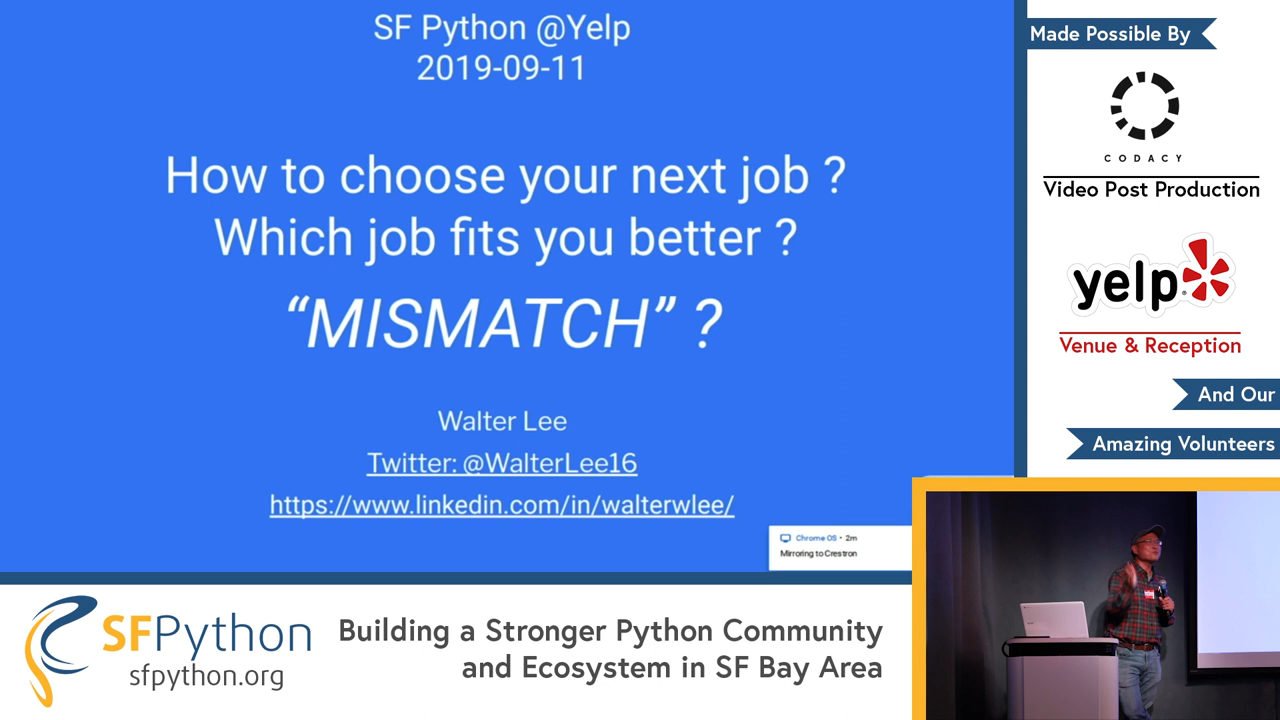 SF Python @Yelp
2019-09-11
How to choose your next job ?
Which job fits you better ?
“MISMATCH” ?
Walter Lee
Twitter: @WalterLee16
https://www.linkedin.com/in/walterwlee/
Chrome OS • 2m
Mirroring to Crestron
Made Possible By
CODACY
Video Post Production
yelp
Venue & Reception
And Our
Amazing Volunteers
SFPython
sfpython.org
Building a Stronger Python Community
and Ecosystem in SF Bay Area